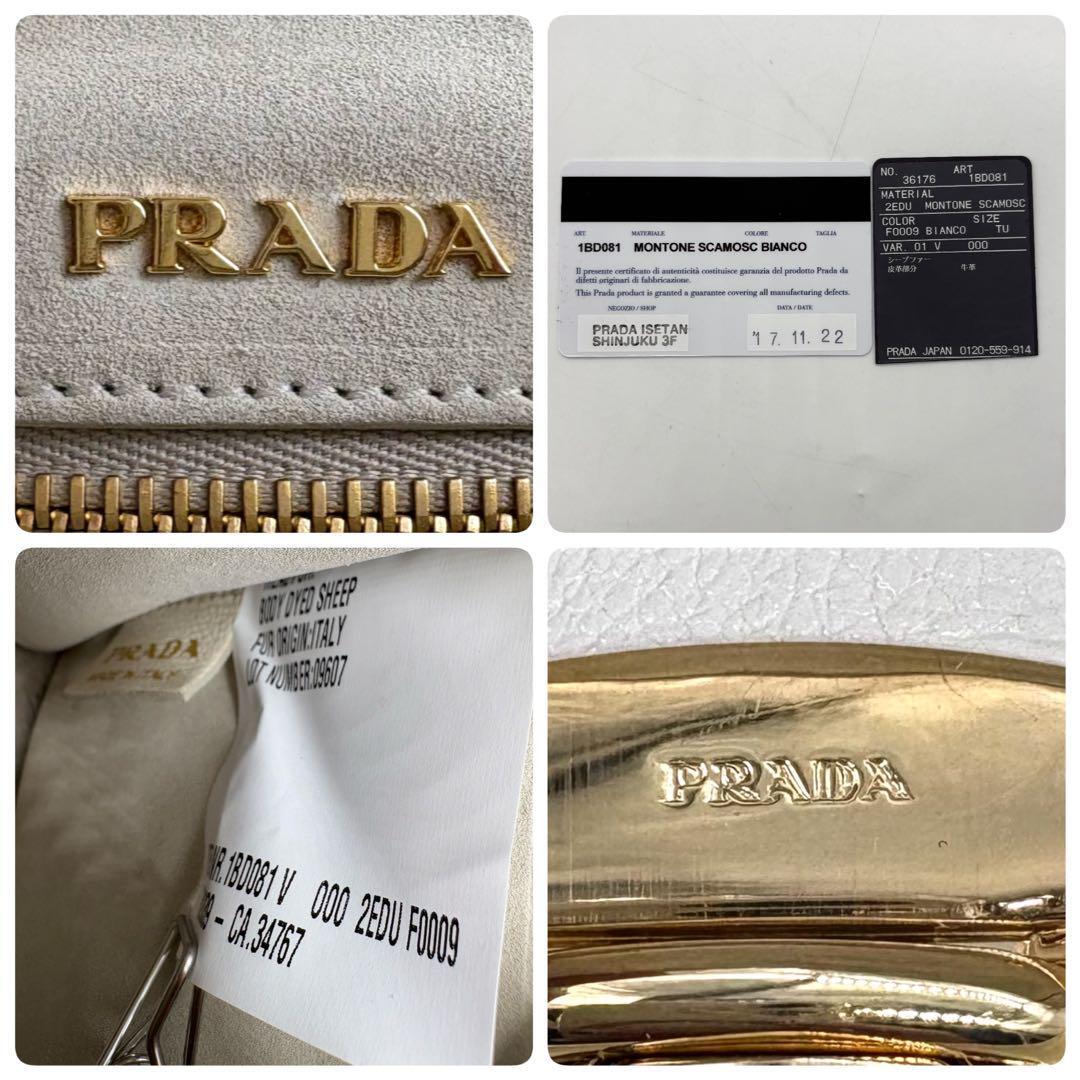 PRADA
ART. MATERIALE COLORE TAGLIA
1BD081 MONTONE SCAMOSC BIANCO
Il presente certificato di autenticità costituisce garanzia del prodotto Prada da
difetti originari di fabbricazione.
This Prada product is granted a guarantee covering all manufacturing defects.
NEGOZIO / SHOP DATA / DATE
PRADA ISETAN
SHINJUKU 3F
'17. 11. 22
NO. ART
36176 1BD081
MATERIAL
2EDU MONTONE SCAMOSC
COLOR SIZE
F0009 BIANCO TU
VAR. 01 V 000
シープファー
皮革部分 牛革
PRADA JAPAN 0120-559-914
PRADA
MADE IN ITALY
BODY DYED SHEEP
FUR ORIGIN:ITALY
LOT NUMBER:09607
1BD081 V 000 2EDU F0009
- CA.34767
PRADA